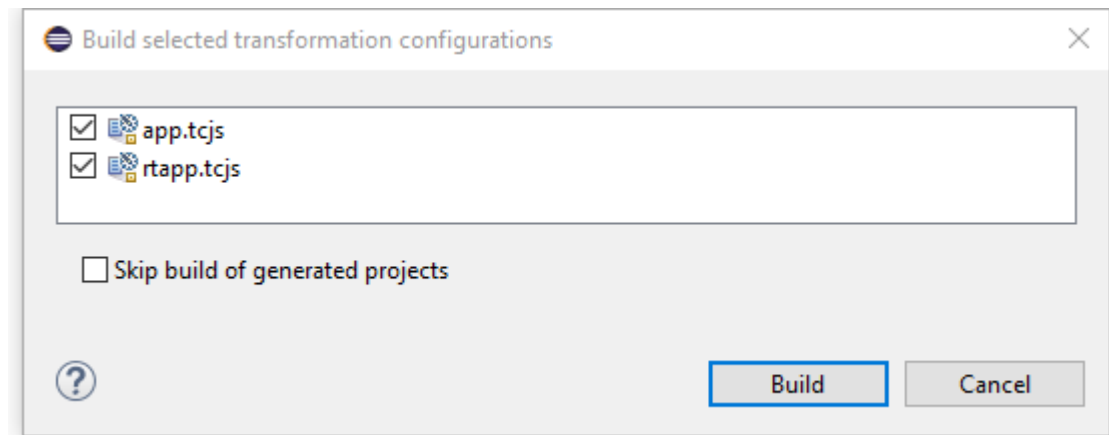 Build selected transformation configurations
app.tcjs
rtapp.tcjs
Skip build of generated projects
?
Build
Cancel